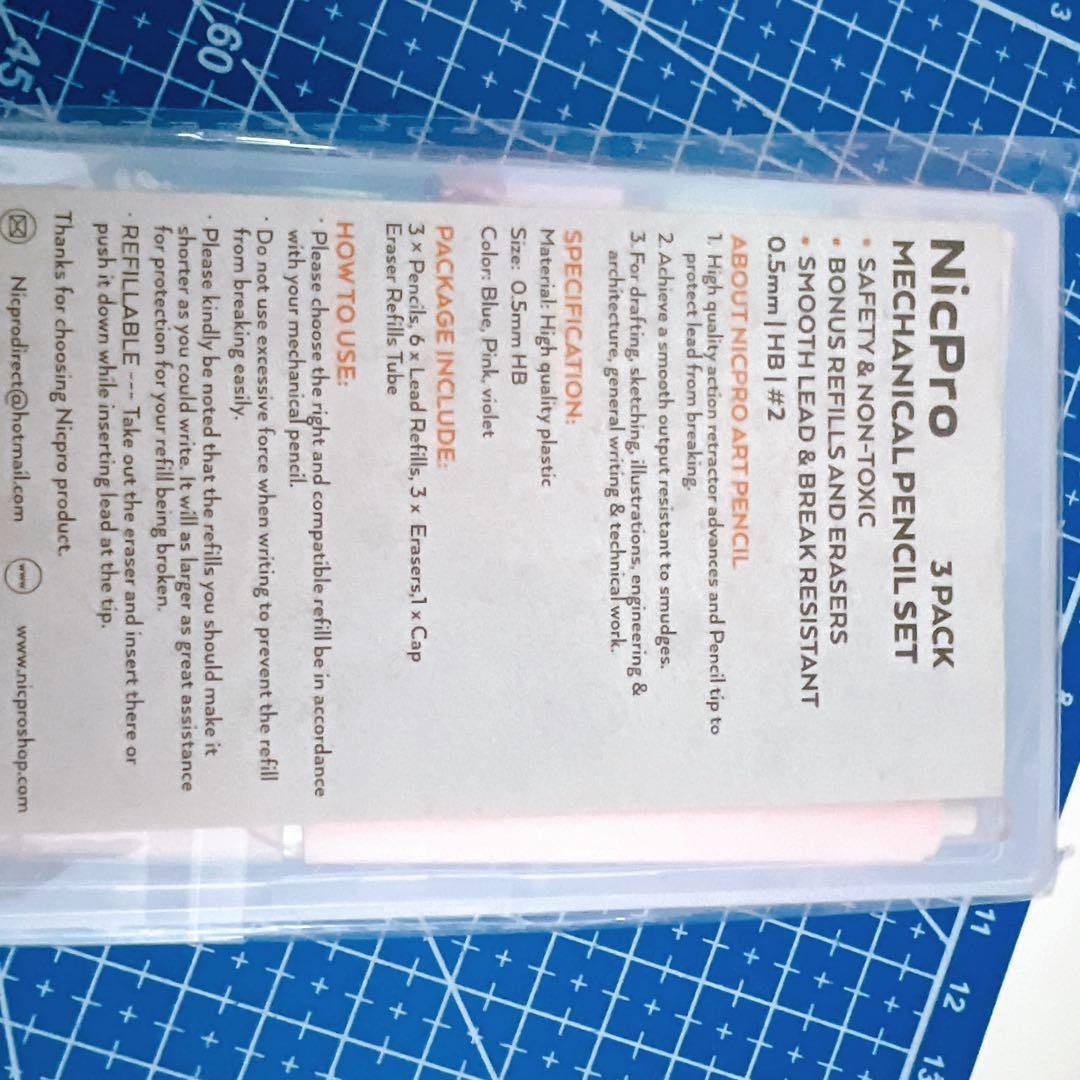 NicPro 3 PACK
MECHANICAL PENCIL SET
• SAFETY & NON-TOXIC
• BONUS REFILLS AND ERASERS
• SMOOTH LEAD & BREAK RESISTANT
0.5mm | HB | #2
ABOUT NICPRO ART PENCIL
1. High quality action retractor advances and Pencil tip to
protect lead from breaking.
2. Achieve a smooth output resistant to smudges.
3. For drafting, sketching, illustrations, engineering &
architecture, general writing & technical work.
SPECIFICATION:
Material: High quality plastic
Size: 0.5mm HB
Color: Blue, Pink, violet
PACKAGE INCLUDE:
3 x Pencils, 6 x Lead Refills, 3 x Erasers,1 x Cap
Eraser Refills Tube
HOW TO USE:
· Please choose the right and compatible refill be in accordance
with your mechanical pencil.
· Do not use excessive force when writing to prevent the refill
from breaking easily.
· Please kindly be noted that the refills you should make it
shorter as you could write. It will as larger as great assistance
for protection for your refill being broken.
· REFILLABLE --- Take out the eraser and insert there or
push it down while inserting lead at the tip.
Thanks for choosing Nicpro product.
Nicprodirect@hotmail.com www www.nicproshop.com
45
60
3
9
11
12
13